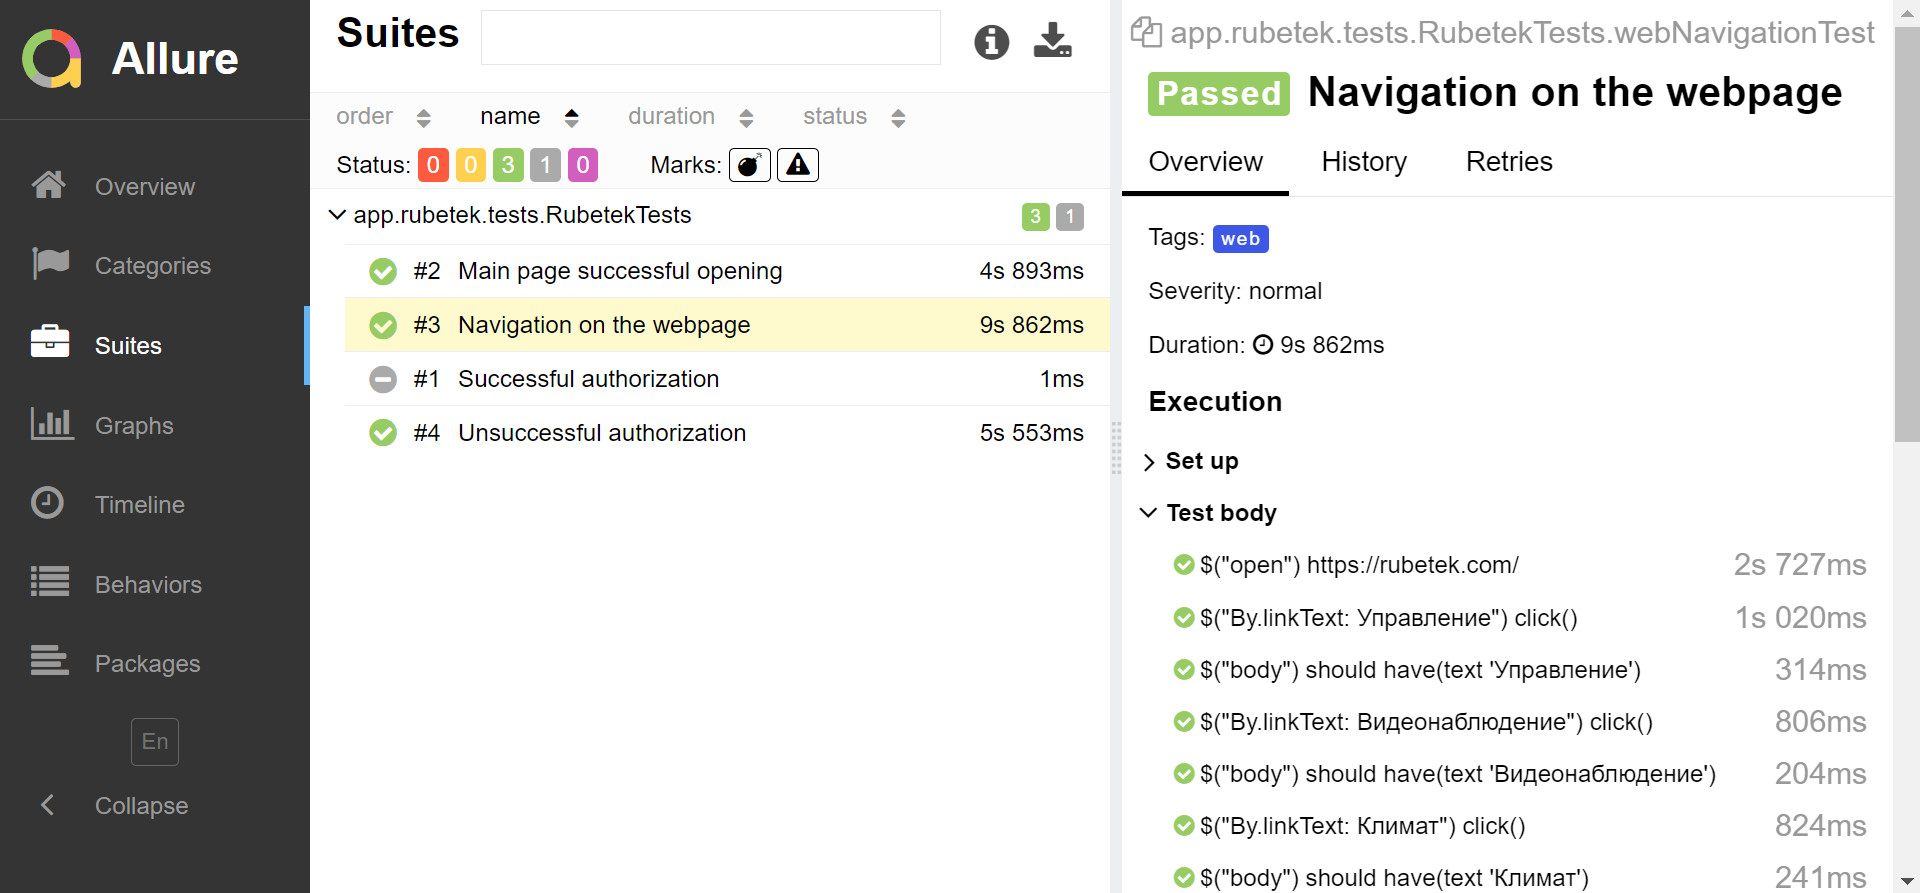 Allure
Overview
Categories
Suites
Graphs
Timeline
Behaviors
Packages
En
Collapse
Suites
order name duration status
Status: 0 0 3 1 0 Marks:
app.rubetek.tests.RubetekTests 3 1
#2 Main page successful opening 4s 893ms
#3 Navigation on the webpage 9s 862ms
#1 Successful authorization 1ms
#4 Unsuccessful authorization 5s 553ms
app.rubetek.tests.RubetekTests.webNavigationTest
Passed Navigation on the webpage
Overview History Retries
Tags: web
Severity: normal
Duration: 9s 862ms
Execution
Set up
Test body
$("open") https://rubetek.com/ 2s 727ms
$("By.linkText: Управление") click() 1s 020ms
$("body") should have(text 'Управление') 314ms
$("By.linkText: Видеонаблюдение") click() 806ms
$("body") should have(text 'Видеонаблюдение') 204ms
$("By.linkText: Климат") click() 824ms
$("body") should have(text 'Климат') 241ms